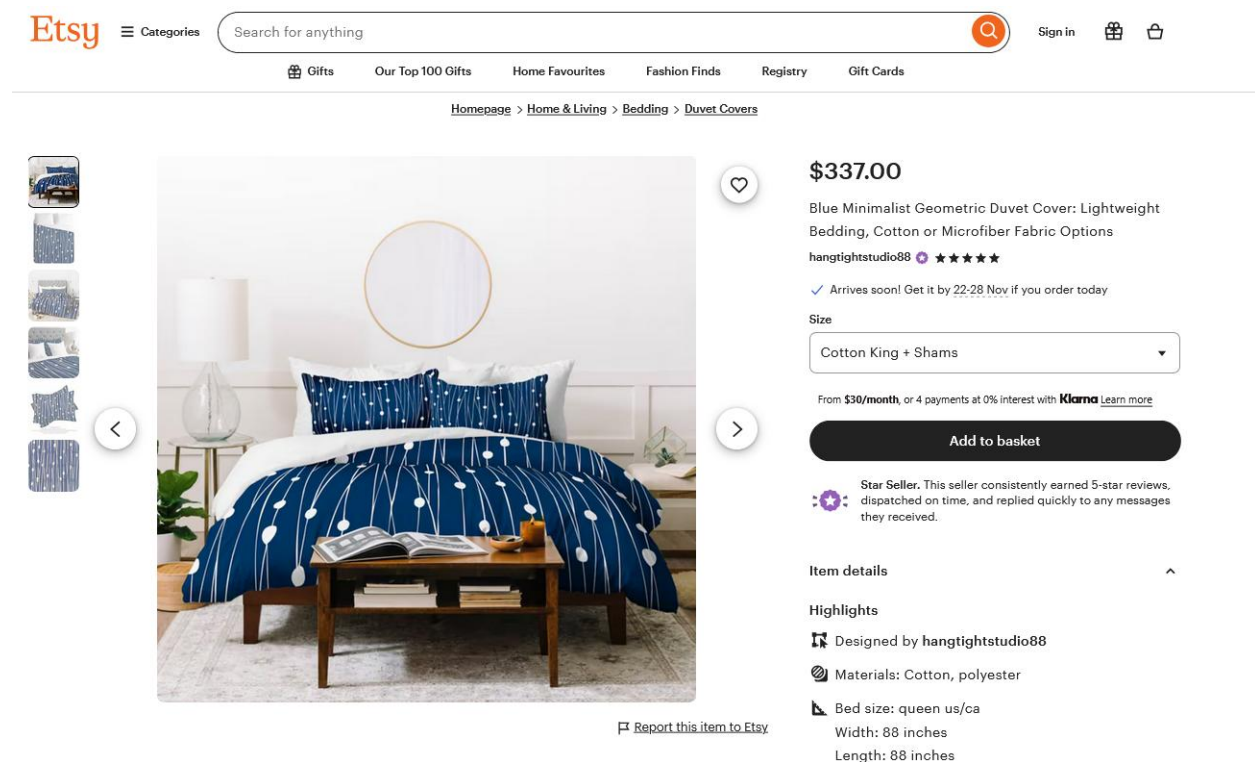 Etsy
Categories
Search for anything
Sign in
Gifts
Our Top 100 Gifts
Home Favourites
Fashion Finds
Registry
Gift Cards
Homepage > Home & Living > Bedding > Duvet Covers
$337.00
Blue Minimalist Geometric Duvet Cover: Lightweight
Bedding, Cotton or Microfiber Fabric Options
hangtightstudio88
Arrives soon! Get it by 22-28 Nov if you order today
Size
Cotton King + Shams
From $30/month, or 4 payments at 0% interest with Klarna Learn more
Add to basket
Star Seller. This seller consistently earned 5-star reviews,
dispatched on time, and replied quickly to any messages
they received.
Item details
Highlights
Designed by hangtightstudio88
Materials: Cotton, polyester
Bed size: queen us/ca
Width: 88 inches
Length: 88 inches
Report this item to Etsy